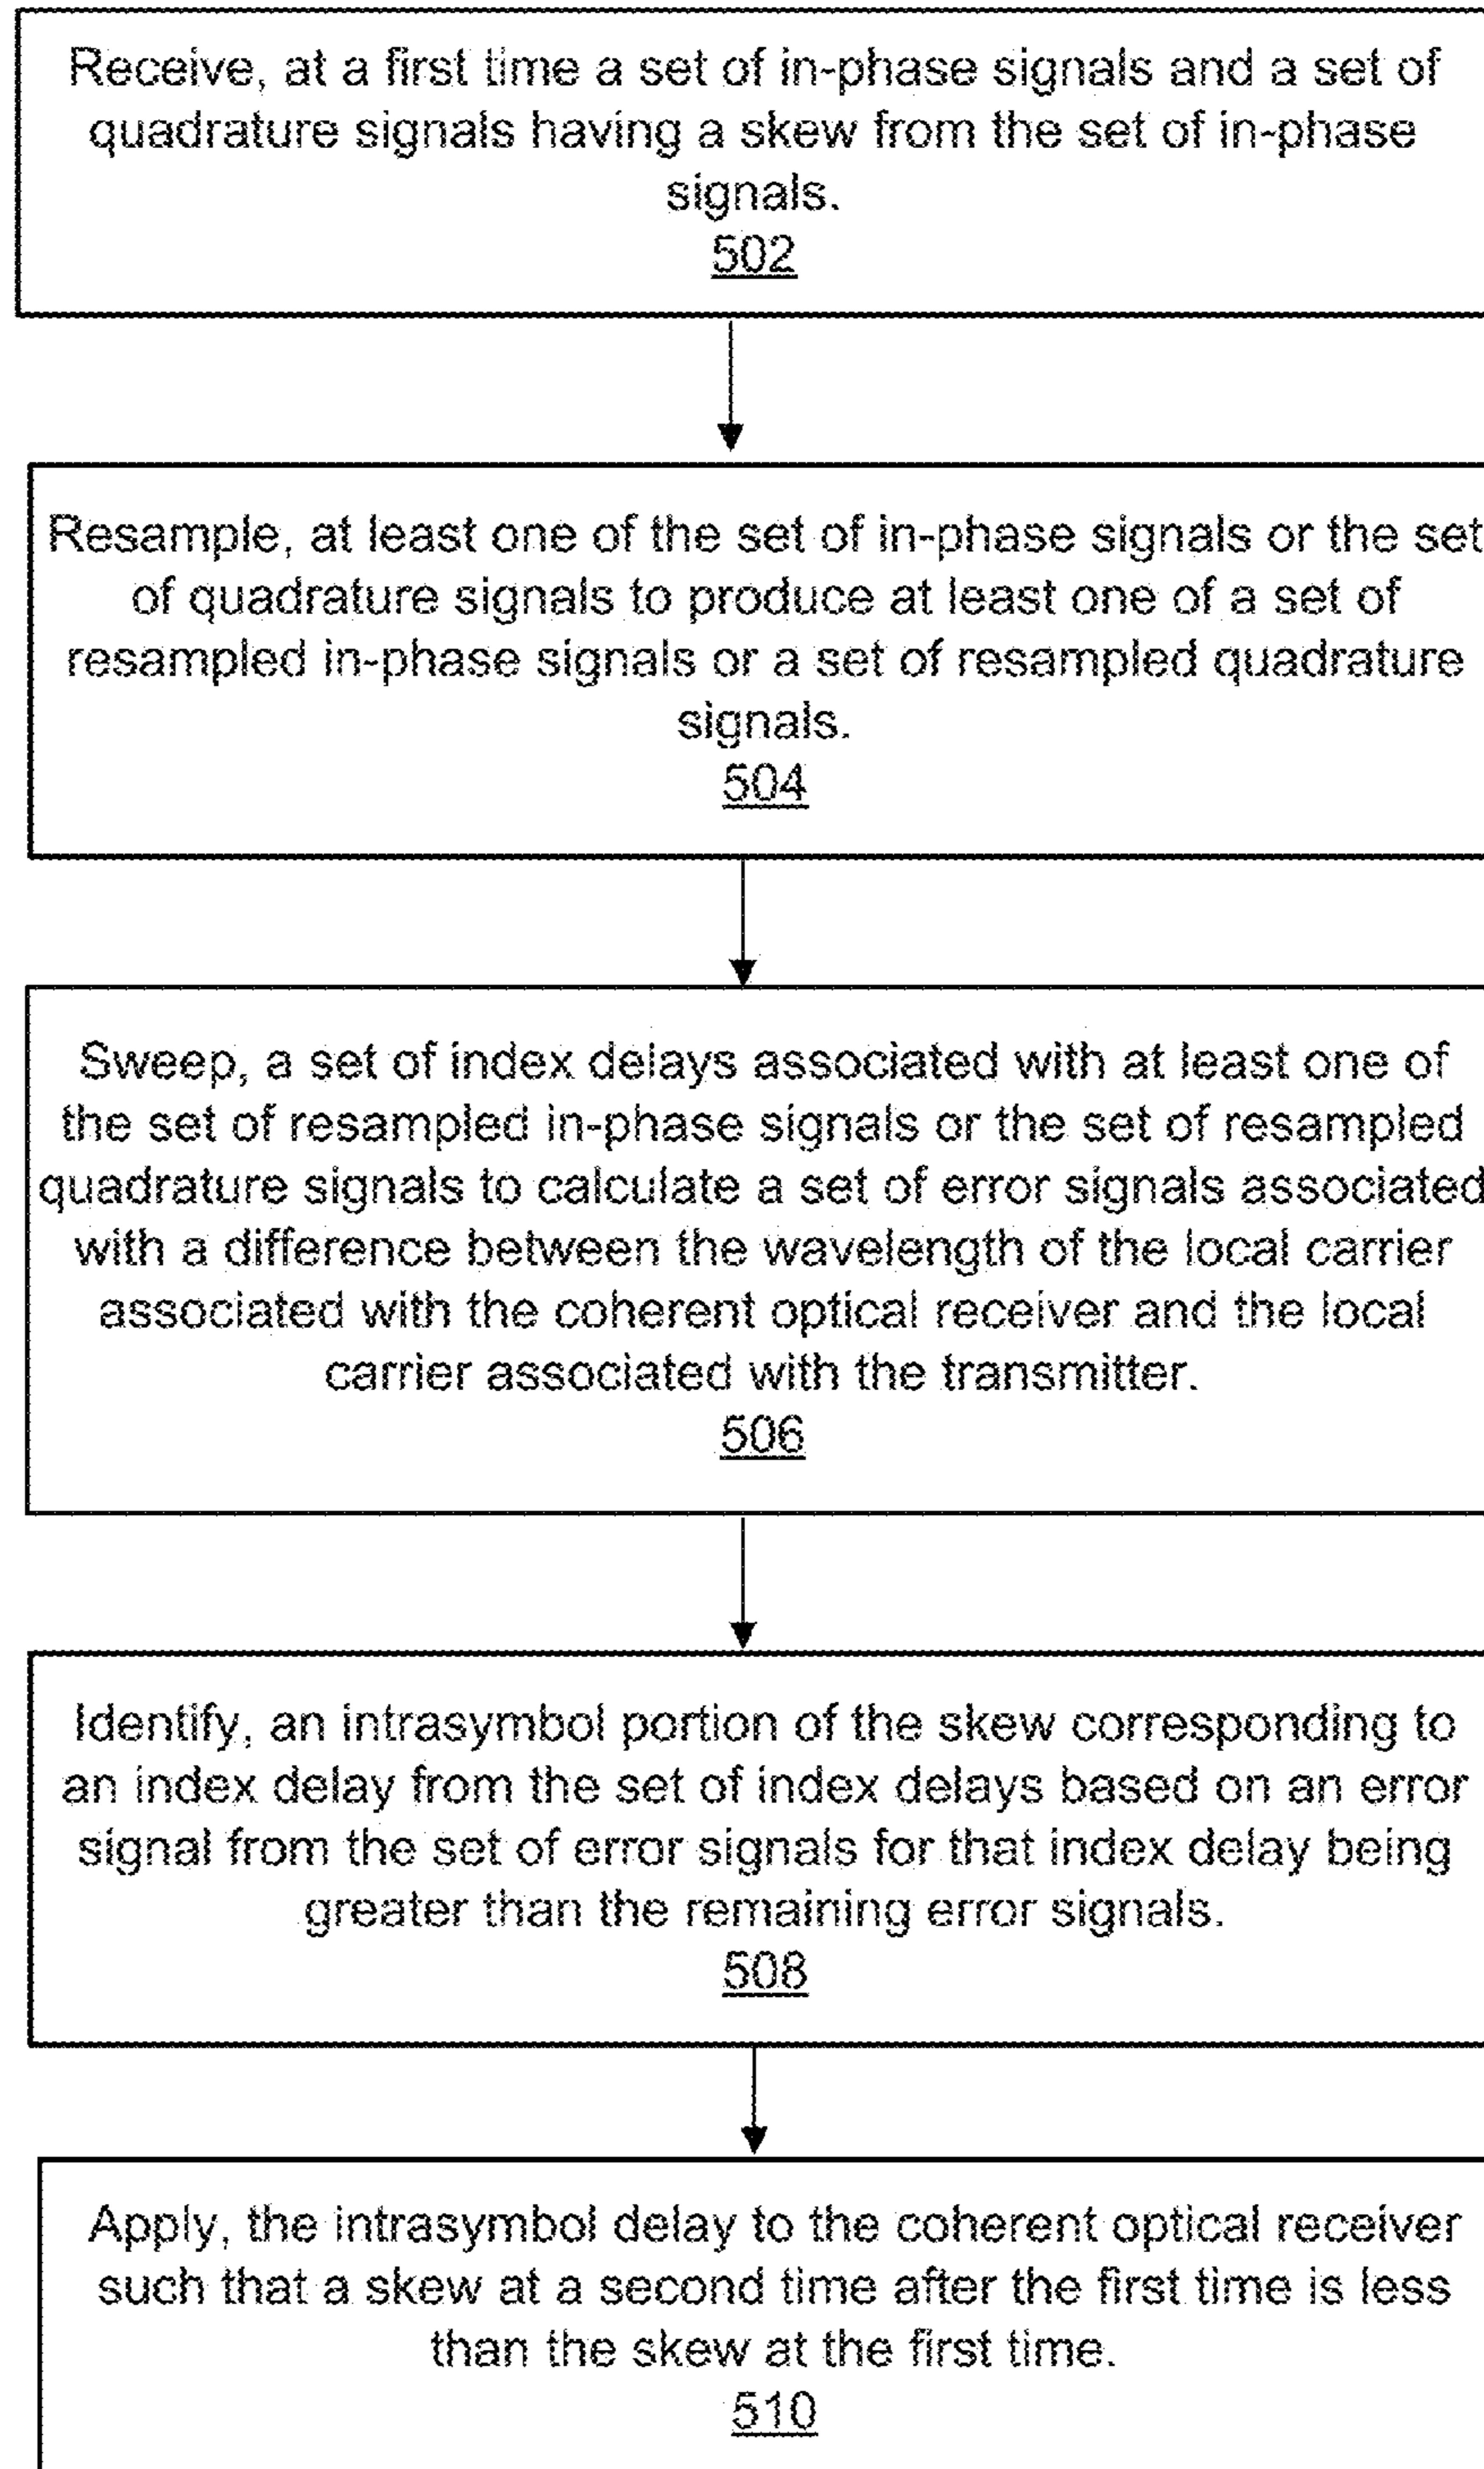 Receive, at a first time a set of in-phase signals and a set of
quadrature signals having a skew from the set of in-phase
signals.
502
Resample, at least one of the set of in-phase signals or the set
of quadrature signals to produce at least one of a set of
resampled in-phase signals or a set of resampled quadrature
signals.
504
Sweep, a set of index delays associated with at least one of
the set of resampled in-phase signals or the set of resampled
quadrature signals to calculate a set of error signals associated
with a difference between the wavelength of the local carrier
associated with the coherent optical receiver and the local
carrier associated with the transmitter.
506
Identify, an intrasymbol portion of the skew corresponding to
an index delay from the set of index delays based on an error
signal from the set of error signals for that index delay being
greater than the remaining error signals.
508
Apply, the intrasymbol delay to the coherent optical receiver
such that a skew at a second time after the first time is less
than the skew at the first time.
510